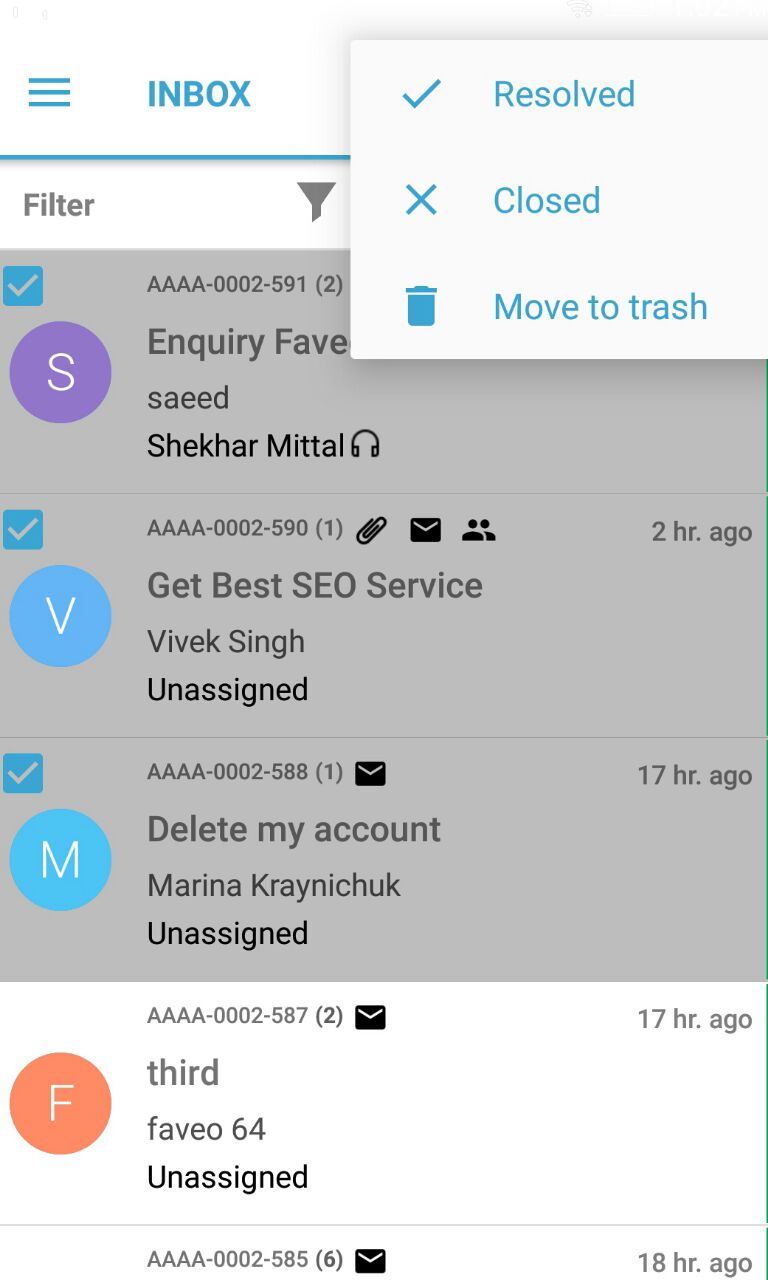 INBOX
Resolved
Closed
Move to trash
Filter
AAAA-0002-591 (2)
S
Enquiry Fave
saeed
Shekhar Mittal
AAAA-0002-590 (1)
2 hr. ago
V
Get Best SEO Service
Vivek Singh
Unassigned
AAAA-0002-588 (1)
17 hr. ago
M
Delete my account
Marina Kraynichuk
Unassigned
AAAA-0002-587 (2)
17 hr. ago
F
third
faveo 64
Unassigned
AAAA-0002-585 (6)
18 hr. ago